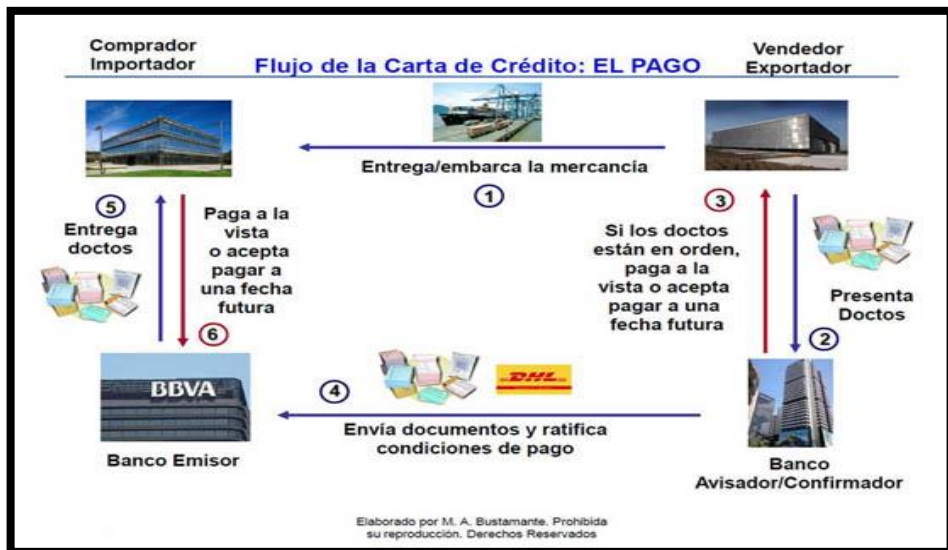 Comprador
Importador
Flujo de la Carta de Crédito: EL PAGO
Vendedor
Exportador
Entrega/embarca la mercancía
1
5
Entrega
doctos
Paga a la
vista
o acepta
pagar a
una fecha
futura
6
3
Si los doctos
están en orden,
paga a la
vista o acepta
pagar a una
fecha futura
Presenta
Doctos
2
BBVA
Banco Emisor
4
DHL
Envía documentos y ratifica
condiciones de pago
Banco
Avisador/Confirmador
Elaborado por M. A. Bustamante. Prohibida
su reproducción. Derechos Reservados